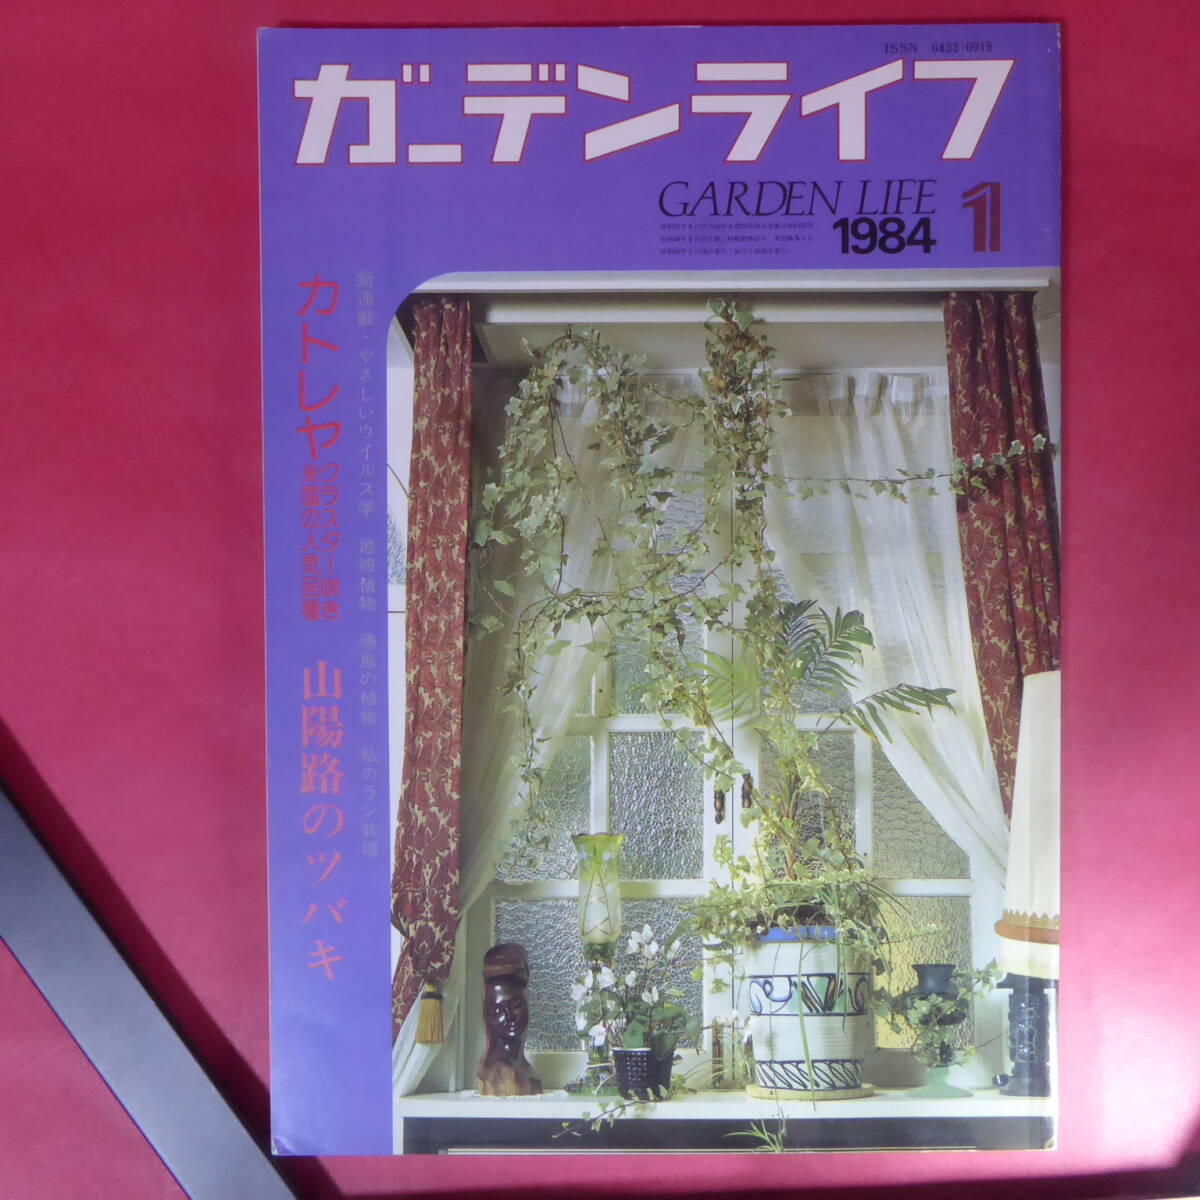 ISSN 0433-0919
ガーデンライフ
GARDEN LIFE
1984
1
新連載・やさしいウイルス学 地被植物 徳島の植物 私のラン栽培
カトレヤ
クラスター咲き
米国の人気品種
山陽路のツバキ